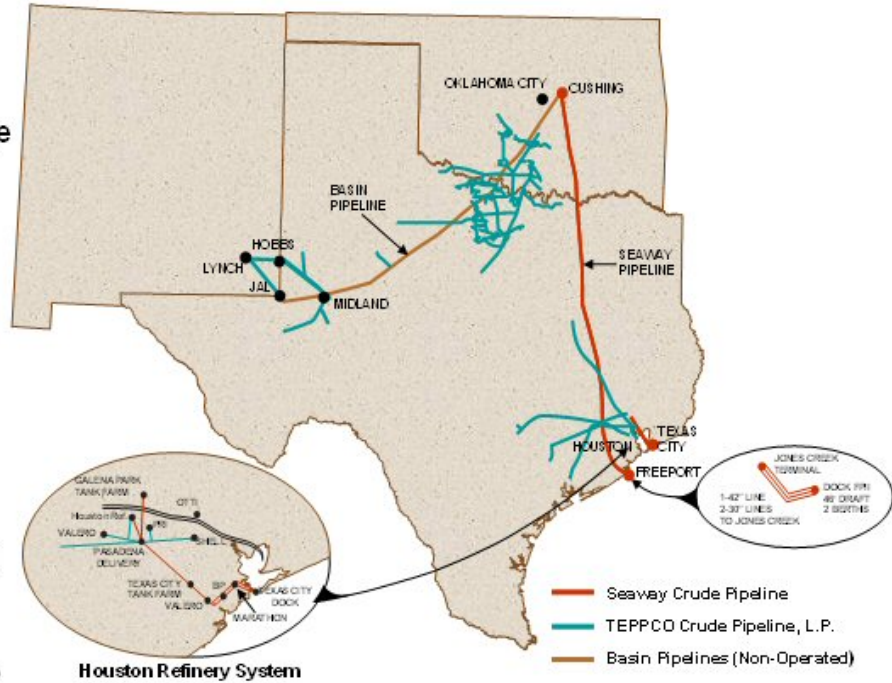 e
OKLAHOMA CITY
CUSHING
BASIN
PIPELINE
SEAWAY
PIPELINE
HOBBS
LYNCH
JAL
MIDLAND
HOUSTON
TEXAS
CITY
FREEPORT
JONES CREEK
TERMINAL
1-42" LINE
2-30" LINES
TO JONES CREEK
DOCK FPI
46' DRAFT
2 BERTHS
GALENA PARK
TANK FARM
OTTI
Houston Ref.
VALERO
SHELL
PASADENA
DELIVERY
TEXAS CITY
TANK FARM
BP
VALERO
TEXAS CITY
DOCK
MARATHON
Houston Refinery System
Seaway Crude Pipeline
TEPPCO Crude Pipeline, L.P.
Basin Pipelines (Non-Operated)